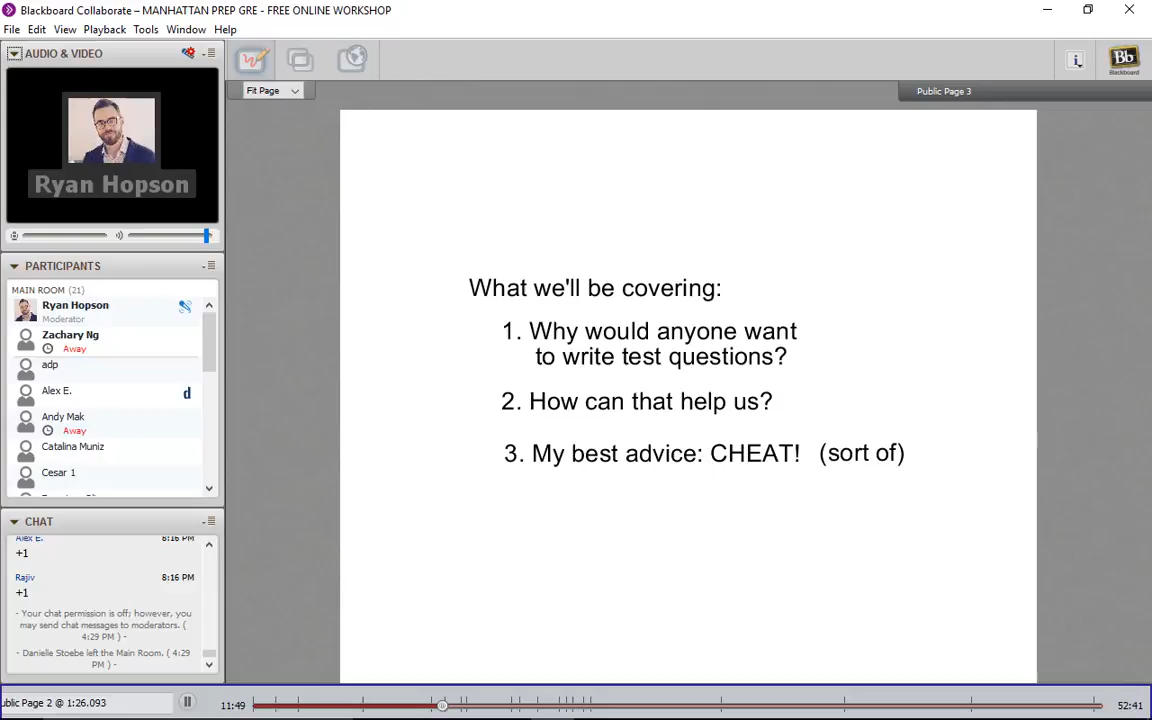 Blackboard Collaborate – MANHATTAN PREP GRE - FREE ONLINE WORKSHOP
File Edit View Playback Tools Window Help
AUDIO & VIDEO
Ryan Hopson
PARTICIPANTS
MAIN ROOM (21)
Ryan Hopson
Moderator
Zachary Ng
Away
adp
Alex E.
d
Andy Mak
Away
Catalina Muniz
Cesar 1
CHAT
Alex E. 8:16 PM
+1
Rajiv 8:16 PM
+1
- Your chat permission is off; however, you
may send chat messages to moderators. (
4:29 PM ) -
- Danielle Stoebe left the Main Room. ( 4:29
PM ) -
Fit Page
i
Bb
Blackboard
Public Page 3
What we'll be covering:
1. Why would anyone want
to write test questions?
2. How can that help us?
3. My best advice: CHEAT! (sort of)
ublic Page 2 @ 1:26.093
11:49
52:41